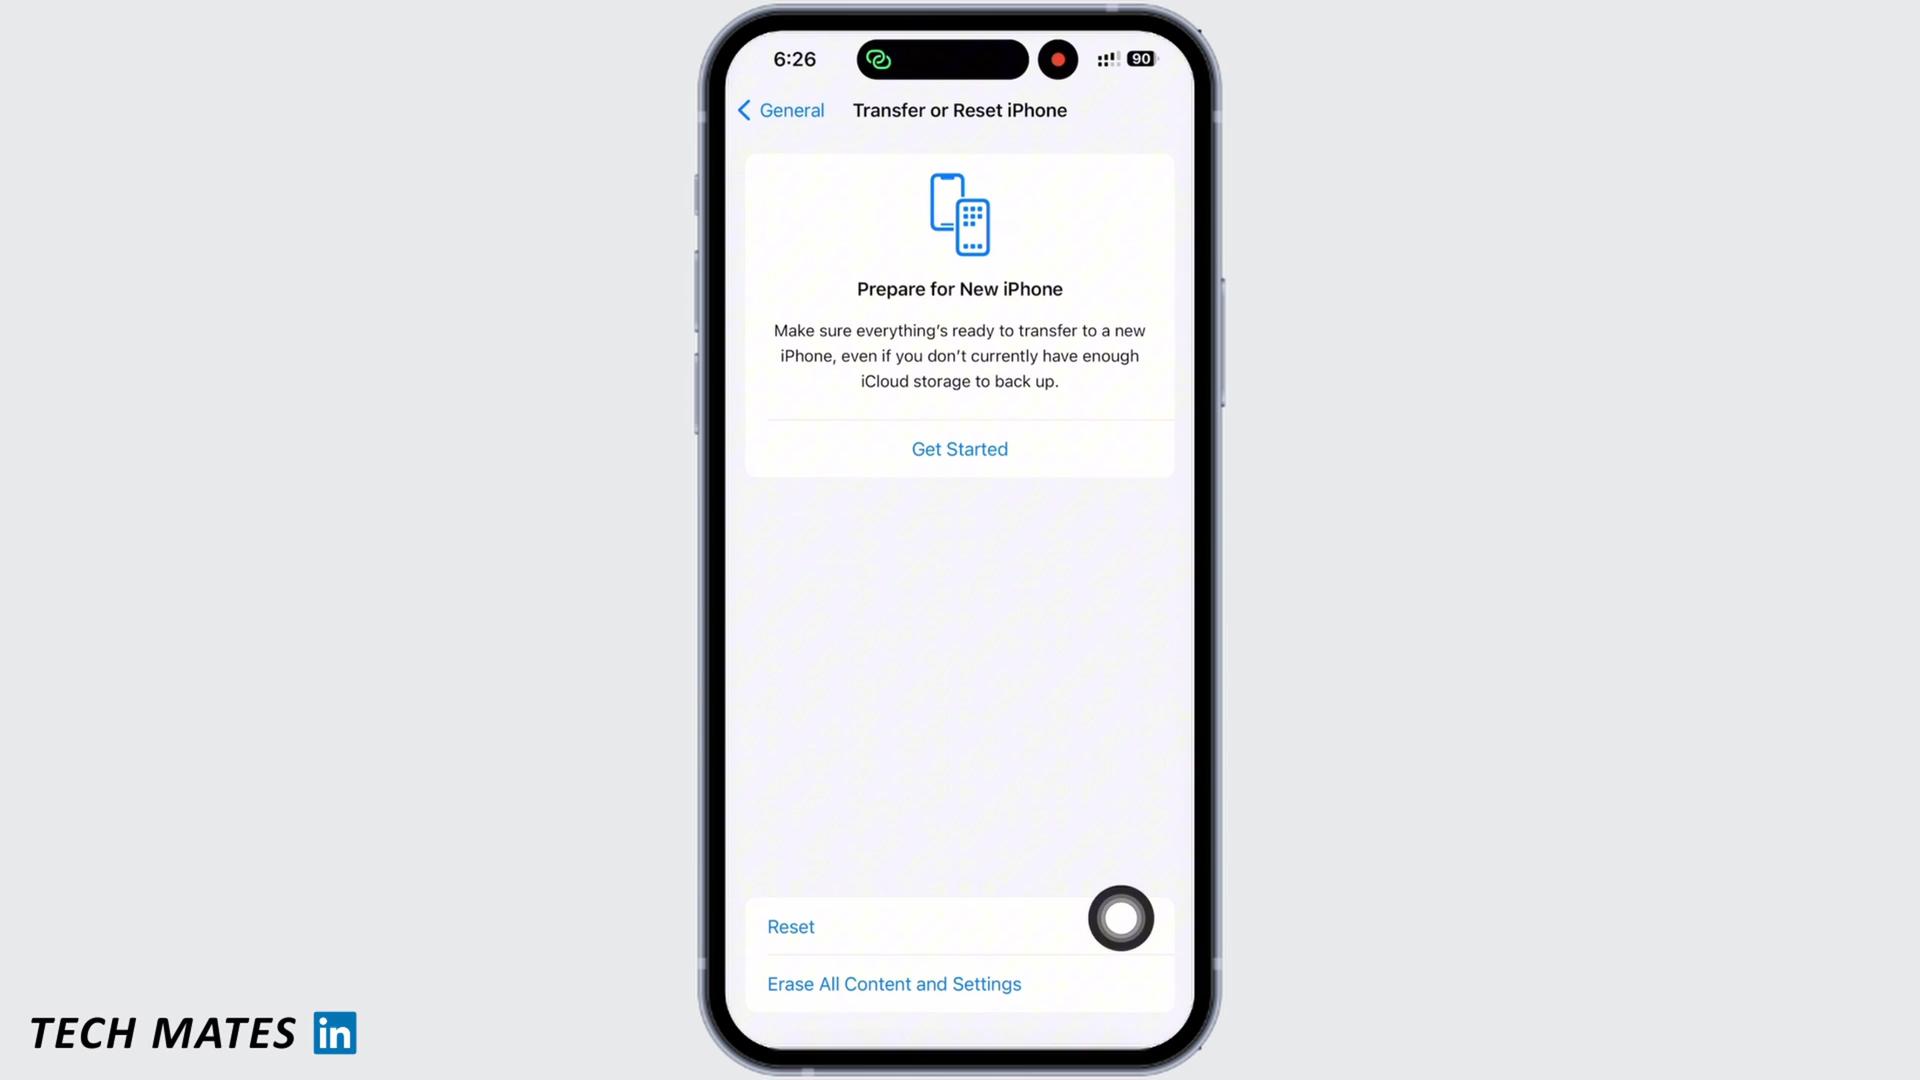 6:26
90
General
Transfer or Reset iPhone
Prepare for New iPhone
Make sure everything's ready to transfer to a new
iPhone, even if you don't currently have enough
iCloud storage to back up.
Get Started
Reset
Erase All Content and Settings
TECH MATES in